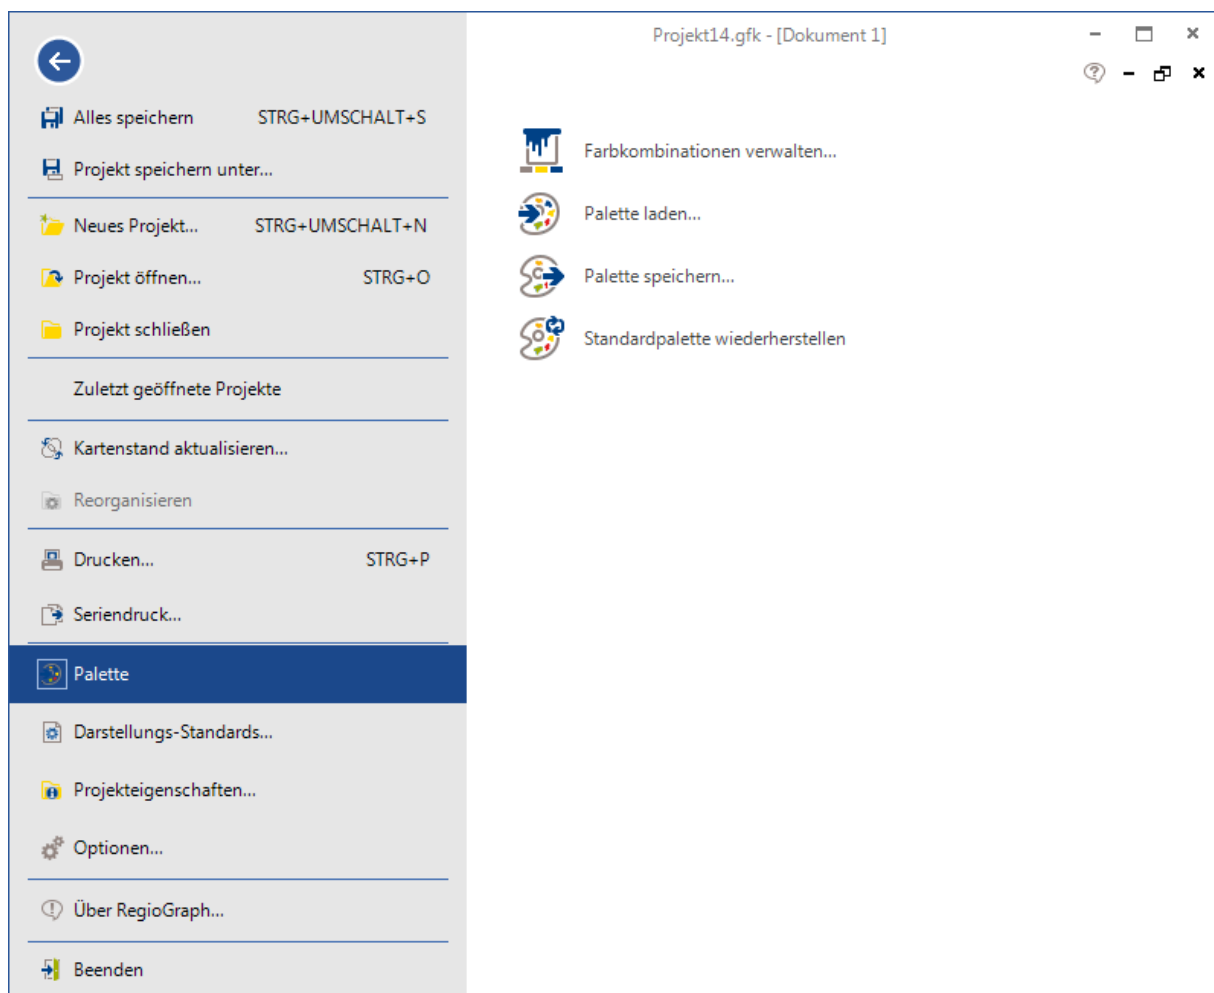 Projekt14.gfk - [Dokument 1]
Alles speichern STRG+UMSCHALT+S
Projekt speichern unter...
Neues Projekt... STRG+UMSCHALT+N
Projekt öffnen... STRG+O
Projekt schließen
Zuletzt geöffnete Projekte
Kartenstand aktualisieren...
Reorganisieren
Drucken... STRG+P
Seriendruck...
Palette
Darstellungs-Standards...
Projekteigenschaften...
Optionen...
Über RegioGraph...
Beenden
Farbkombinationen verwalten...
Palette laden...
Palette speichern...
Standardpalette wiederherstellen